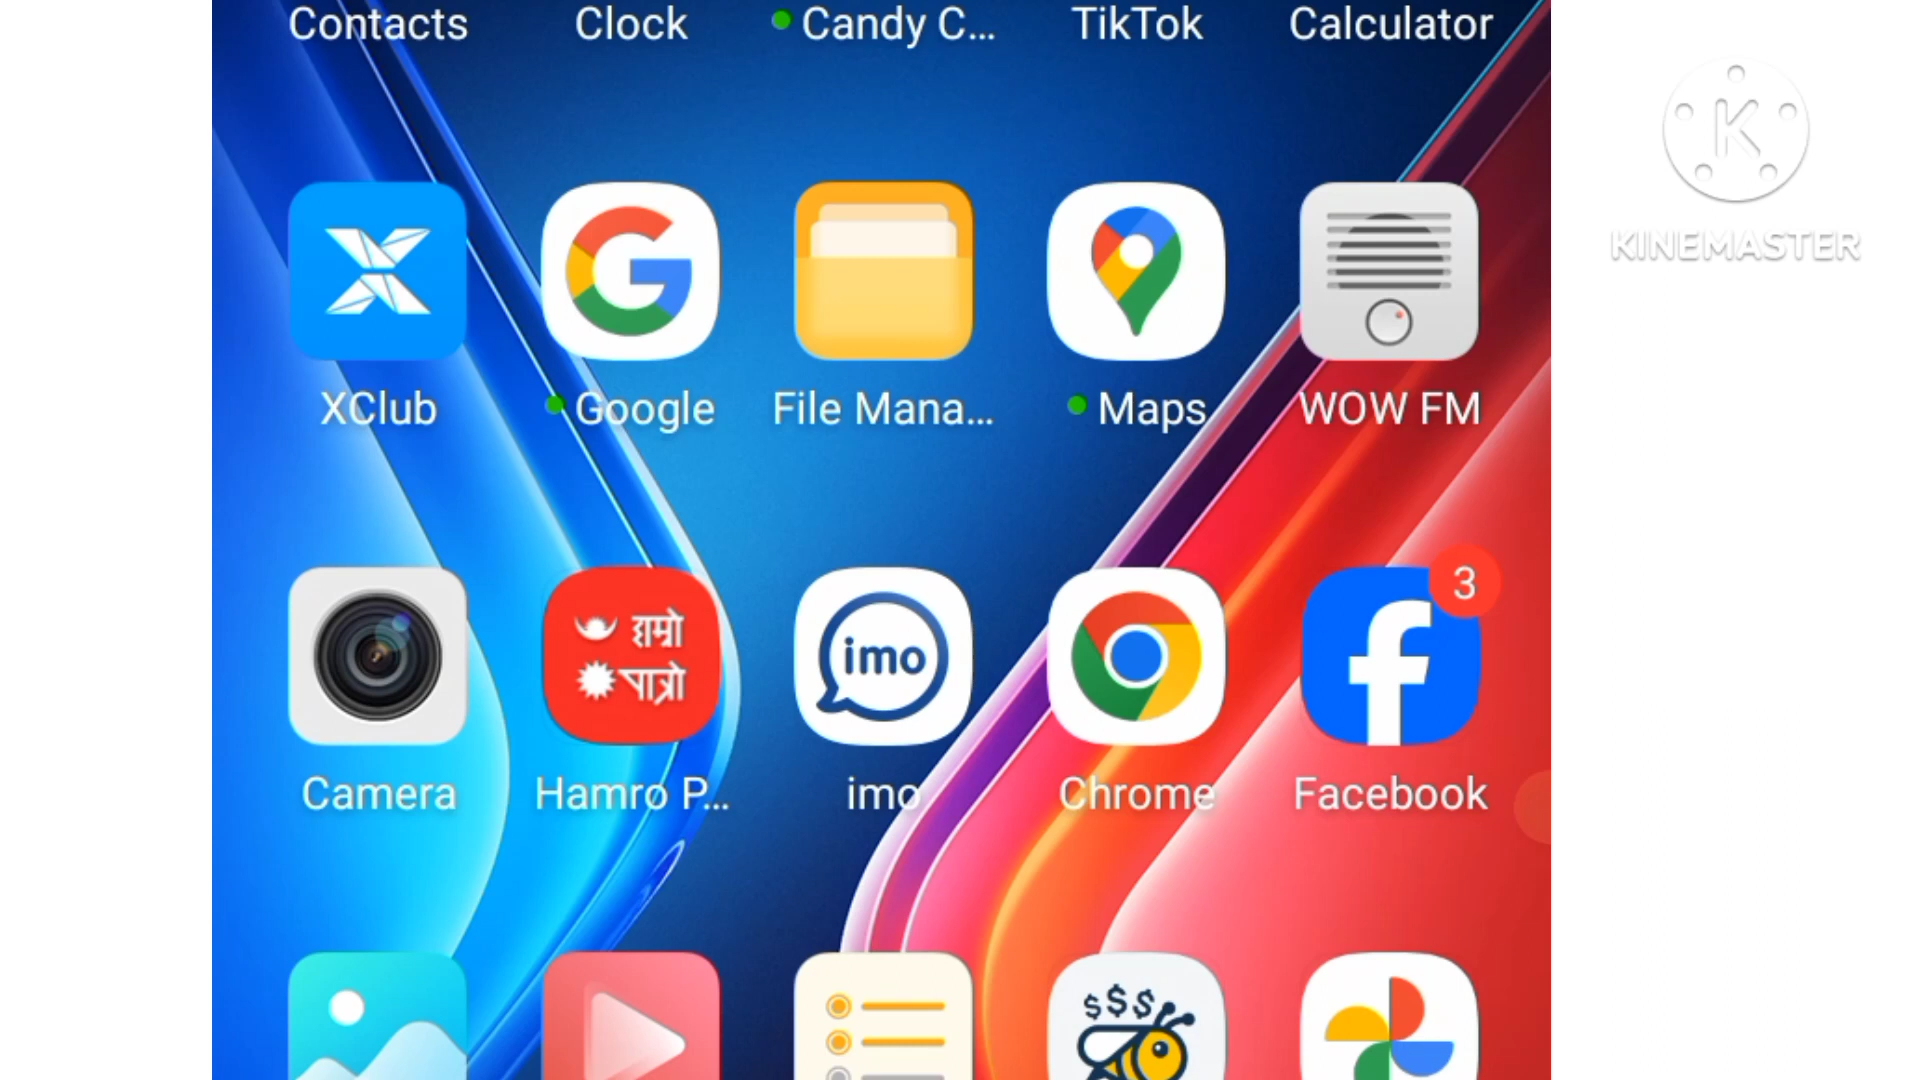 Contacts Clock Candy C... TikTok Calculator
K
KINEMASTER
XClub Google File Mana... Maps WOW FM
हाम्रो
पात्रो
imo
3
f
Camera Hamro P... imo Chrome Facebook
$$$